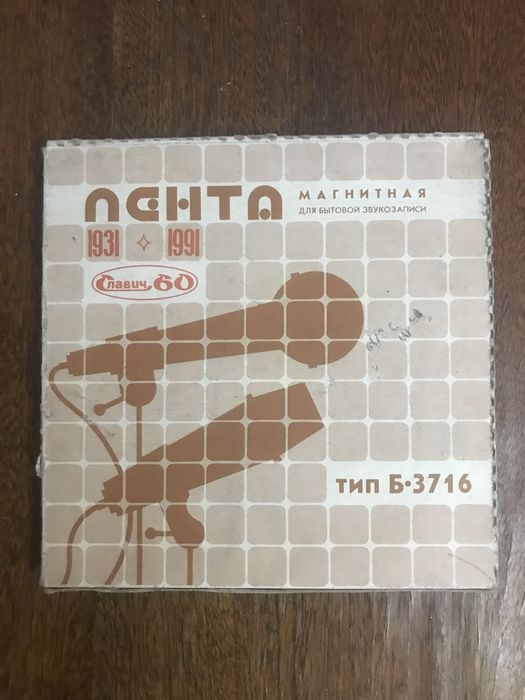 ЛЕНТА
МАГНИТНАЯ
ДЛЯ БЫТОВОЙ ЗВУКОЗАПИСИ
1931 1991
Славич 60
тип Б·3716